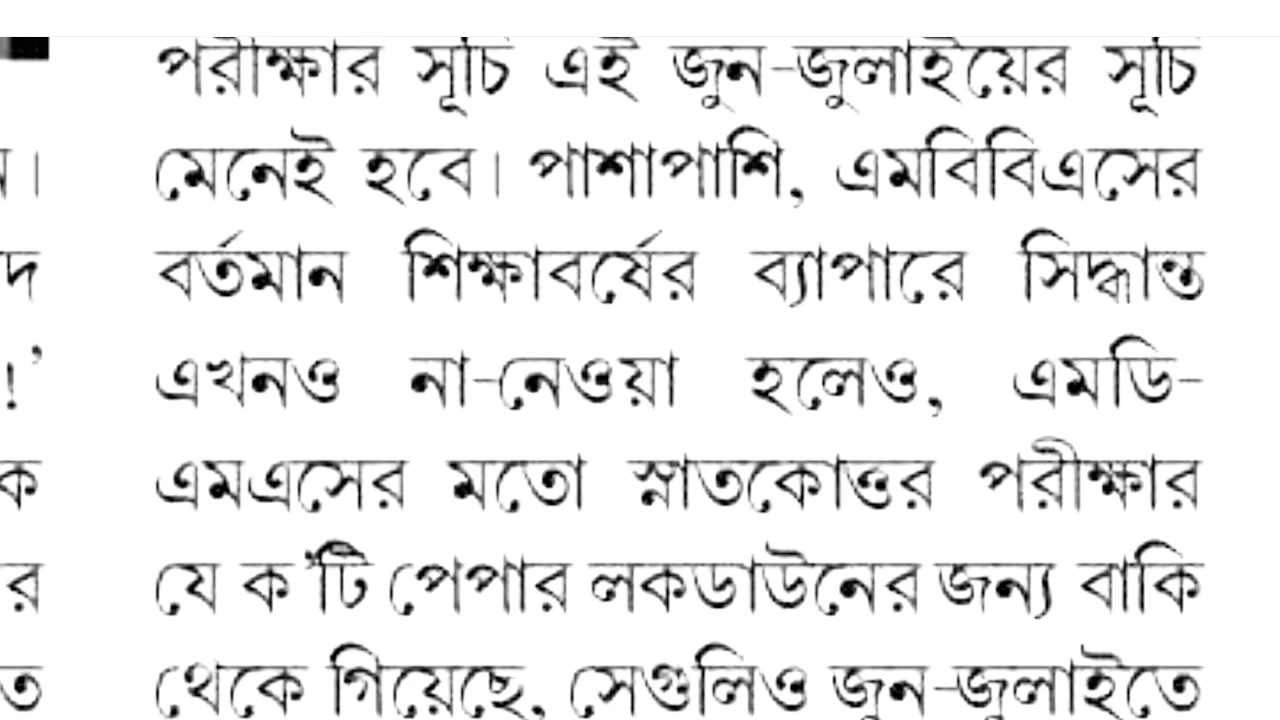 পরীক্ষার সূচি এই জুন-জুলাইয়ের সূচি
মেনেই হবে। পাশাপাশি, এমবিবিএসের
বর্তমান শিক্ষাবর্ষের ব্যাপারে সিদ্ধান্ত
এখনও না-নেওয়া হলেও, এমডি-
এমএসের মতো স্নাতকোত্তর পরীক্ষার
যে ক'টি পেপার লকডাউনের জন্য বাকি
থেকে গিয়েছে, সেগুলিও জুন-জুলাইতে